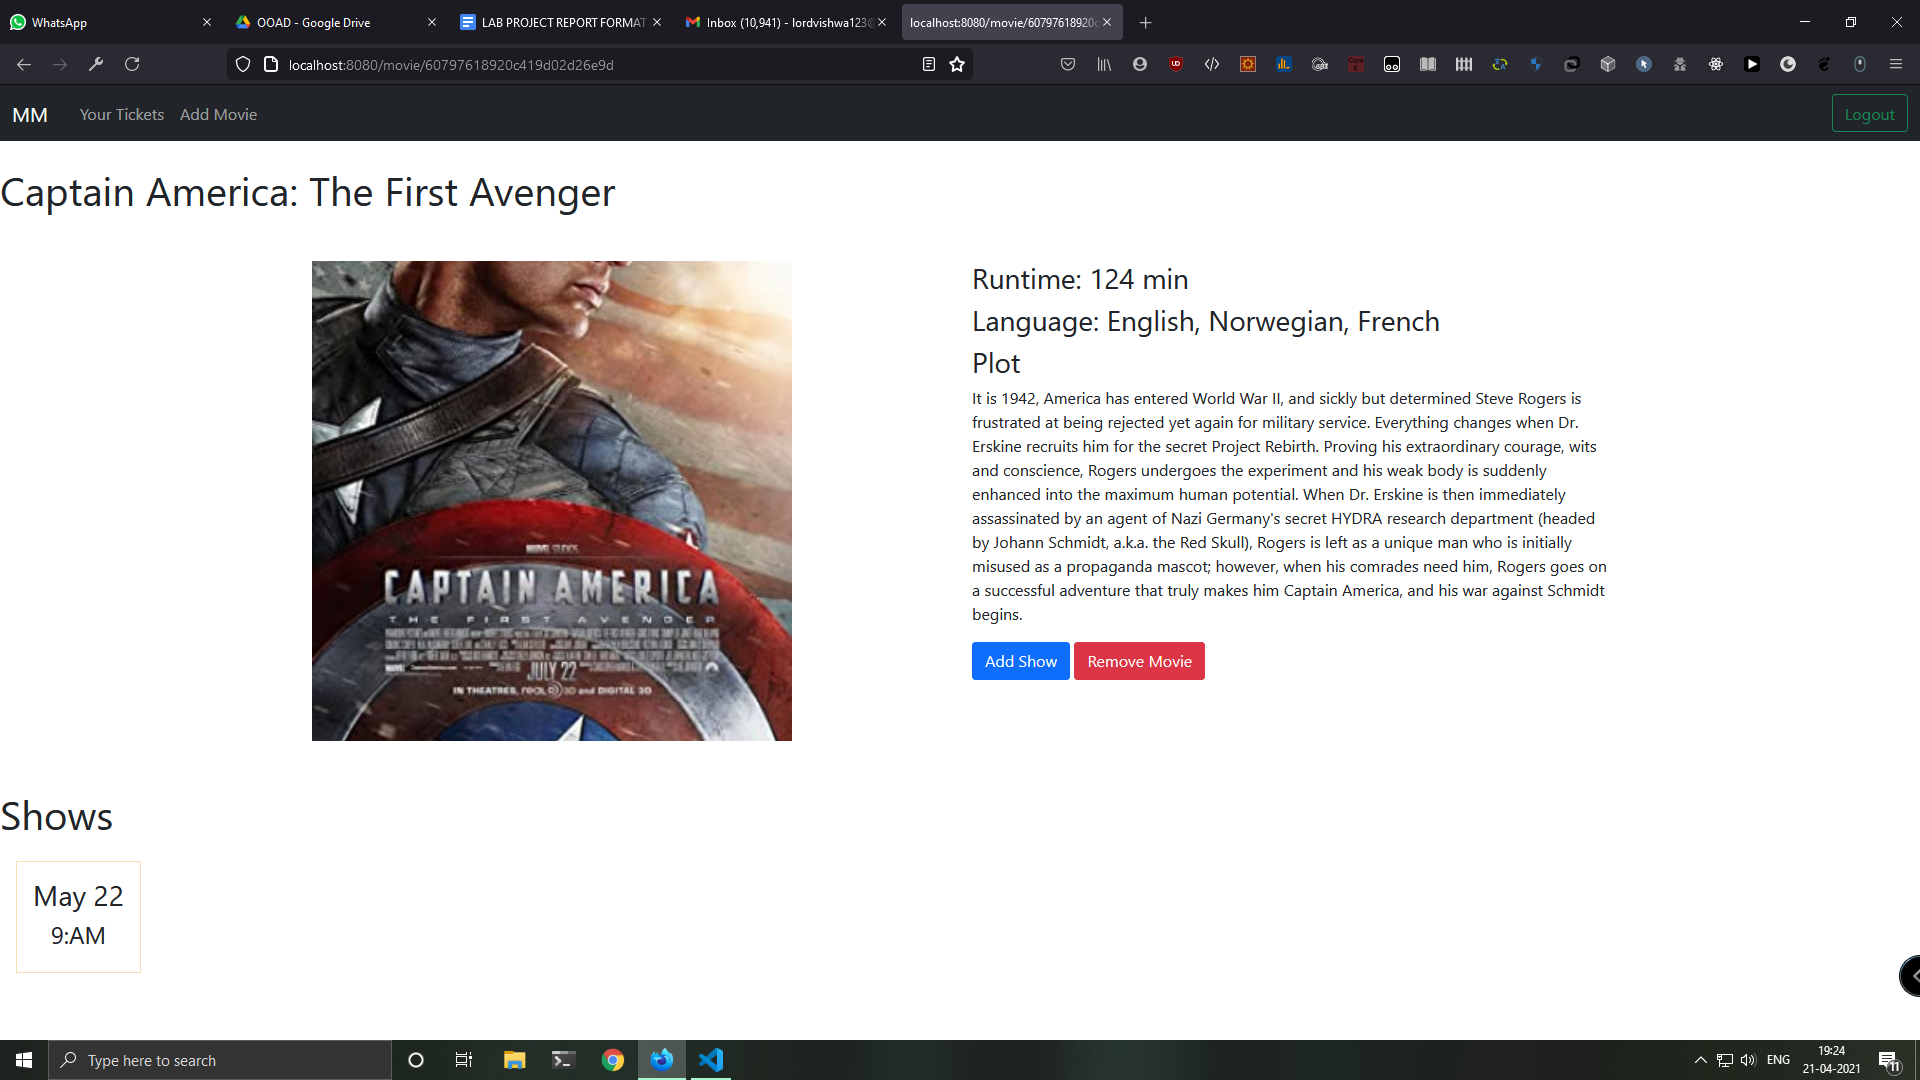 WhatsApp
OOAD - Google Drive
LAB PROJECT REPORT FORMAT
Inbox (10,941) - lordvishwa123@
localhost:8080/movie/60797618920c
localhost:8080/movie/60797618920c419d02d26e9d
MM
Your Tickets
Add Movie
Logout
Captain America: The First Avenger
MARVEL STUDIOS
CAPTAIN AMERICA
THE FIRST AVENGER
JULY 22
IN THEATRES, REAL D 3D and DIGITAL 3D
Runtime: 124 min
Language: English, Norwegian, French
Plot
It is 1942, America has entered World War II, and sickly but determined Steve Rogers is
frustrated at being rejected yet again for military service. Everything changes when Dr.
Erskine recruits him for the secret Project Rebirth. Proving his extraordinary courage, wits
and conscience, Rogers undergoes the experiment and his weak body is suddenly
enhanced into the maximum human potential. When Dr. Erskine is then immediately
assassinated by an agent of Nazi Germany's secret HYDRA research department (headed
by Johann Schmidt, a.k.a. the Red Skull), Rogers is left as a unique man who is initially
misused as a propaganda mascot; however, when his comrades need him, Rogers goes on
a successful adventure that truly makes him Captain America, and his war against Schmidt
begins.
Add Show
Remove Movie
Shows
May 22
9:AM
Type here to search
ENG
19:24
21-04-2021
11